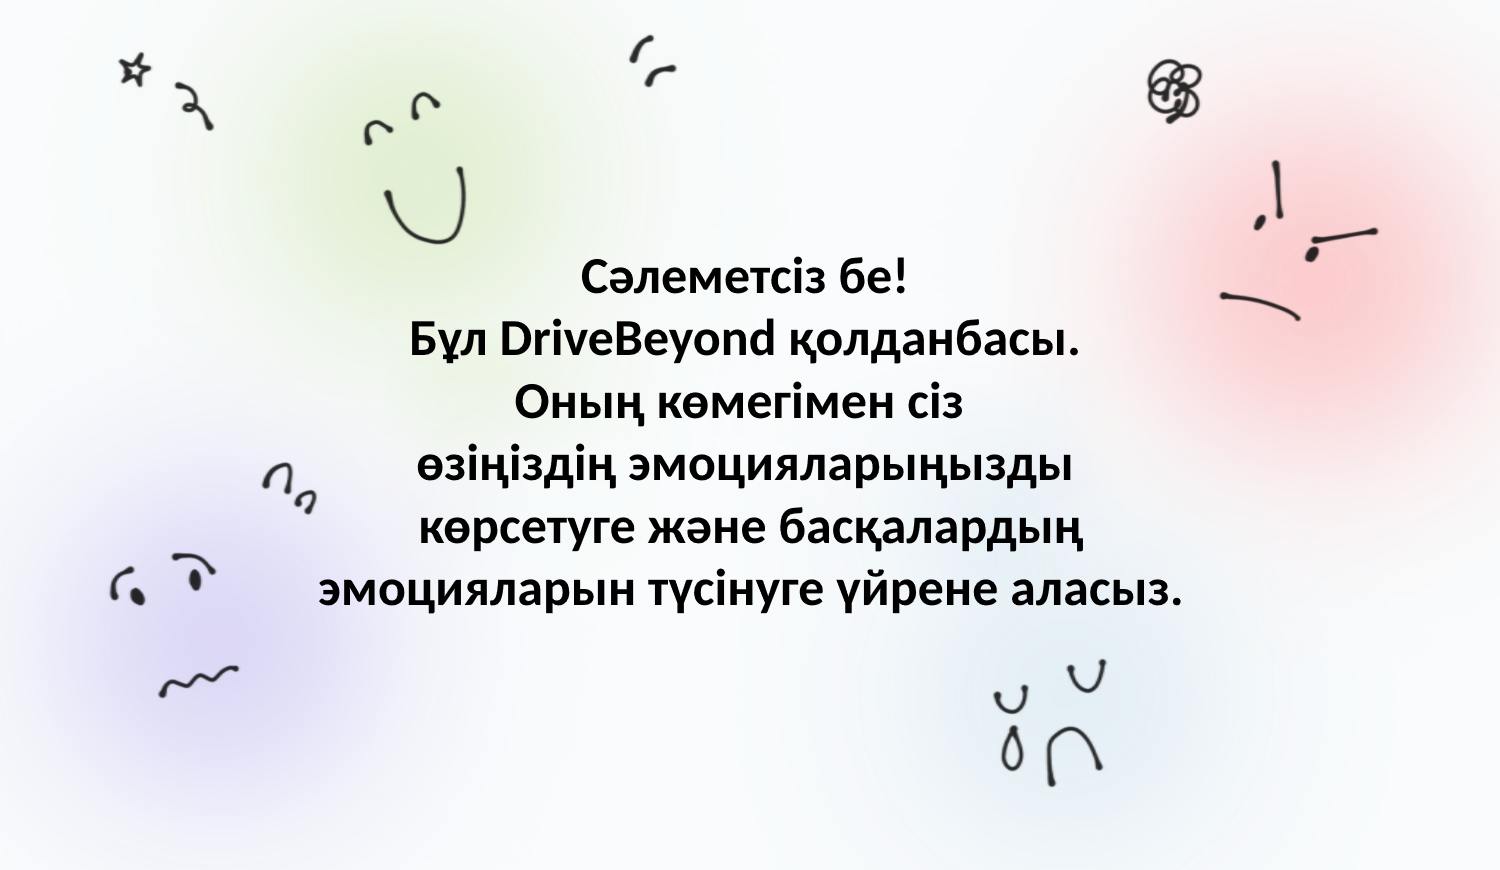 Сәлеметсіз бе!
Бұл DriveBeyond қолданбасы.
Оның көмегімен сіз
өзіңіздің эмоцияларыңызды
көрсетуге және басқалардың
эмоцияларын түсінуге үйрене аласыз.